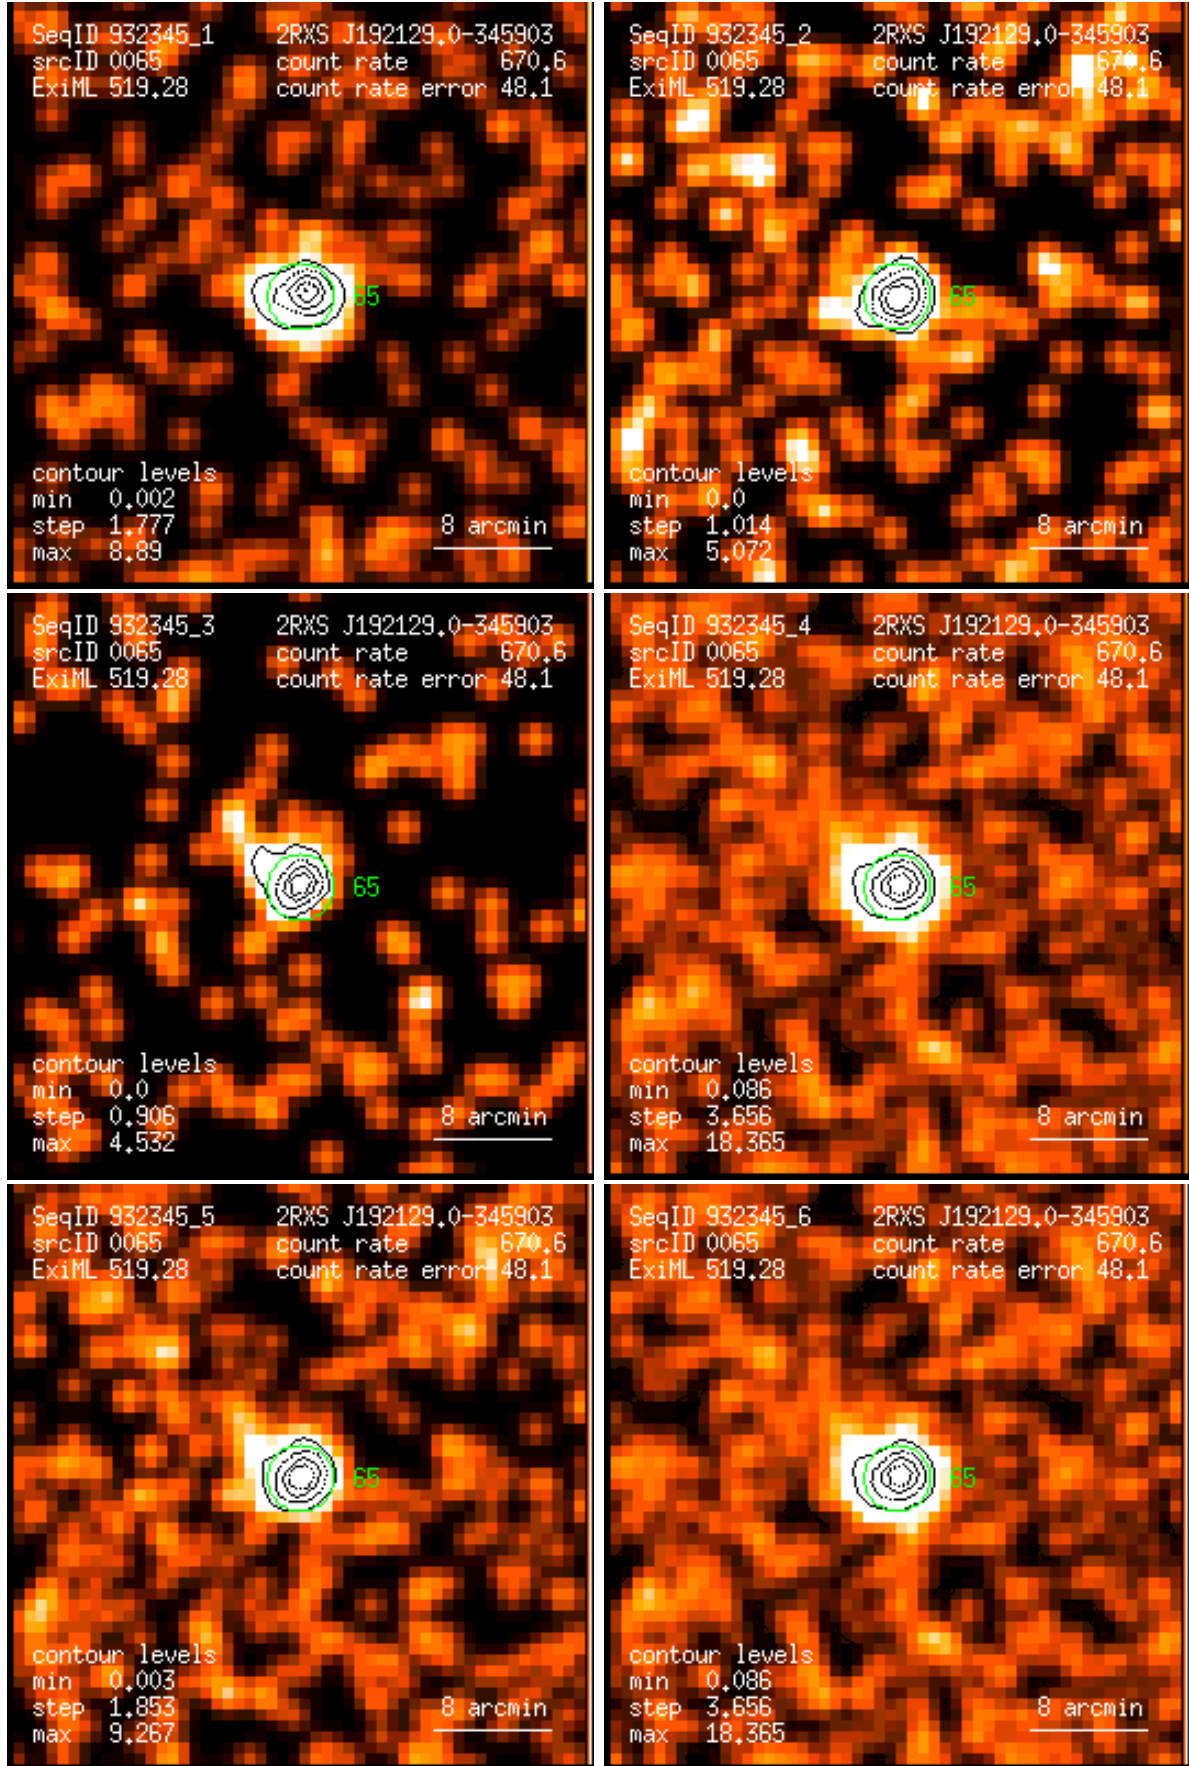 SeqID 932345_1 2RXS J192129.0-345903
srcID 0065 count rate 670.6
ExiML 519.28 count rate error 48.1
65
contour levels
min 0.002
step 1.777 8 arcmin
max 8.89
SeqID 932345_2 2RXS J192129.0-345903
srcID 0065 count rate 670.6
ExiML 519.28 count rate error 48.1
65
contour levels
min 0.0
step 1.014 8 arcmin
max 5.072
SeqID 932345_3 2RXS J192129.0-345903
srcID 0065 count rate 670.6
ExiML 519.28 count rate error 48.1
65
contour levels
min 0.0
step 0.906 8 arcmin
max 4.532
SeqID 932345_4 2RXS J192129.0-345903
srcID 0065 count rate 670.6
ExiML 519.28 count rate error 48.1
65
contour levels
min 0.086
step 3.656 8 arcmin
max 18.365
SeqID 932345_5 2RXS J192129.0-345903
srcID 0065 count rate 670.6
ExiML 519.28 count rate error 48.1
65
contour levels
min 0.003
step 1.853 8 arcmin
max 9.267
SeqID 932345_6 2RXS J192129.0-345903
srcID 0065 count rate 670.6
ExiML 519.28 count rate error 48.1
65
contour levels
min 0.086
step 3.656 8 arcmin
max 18.365